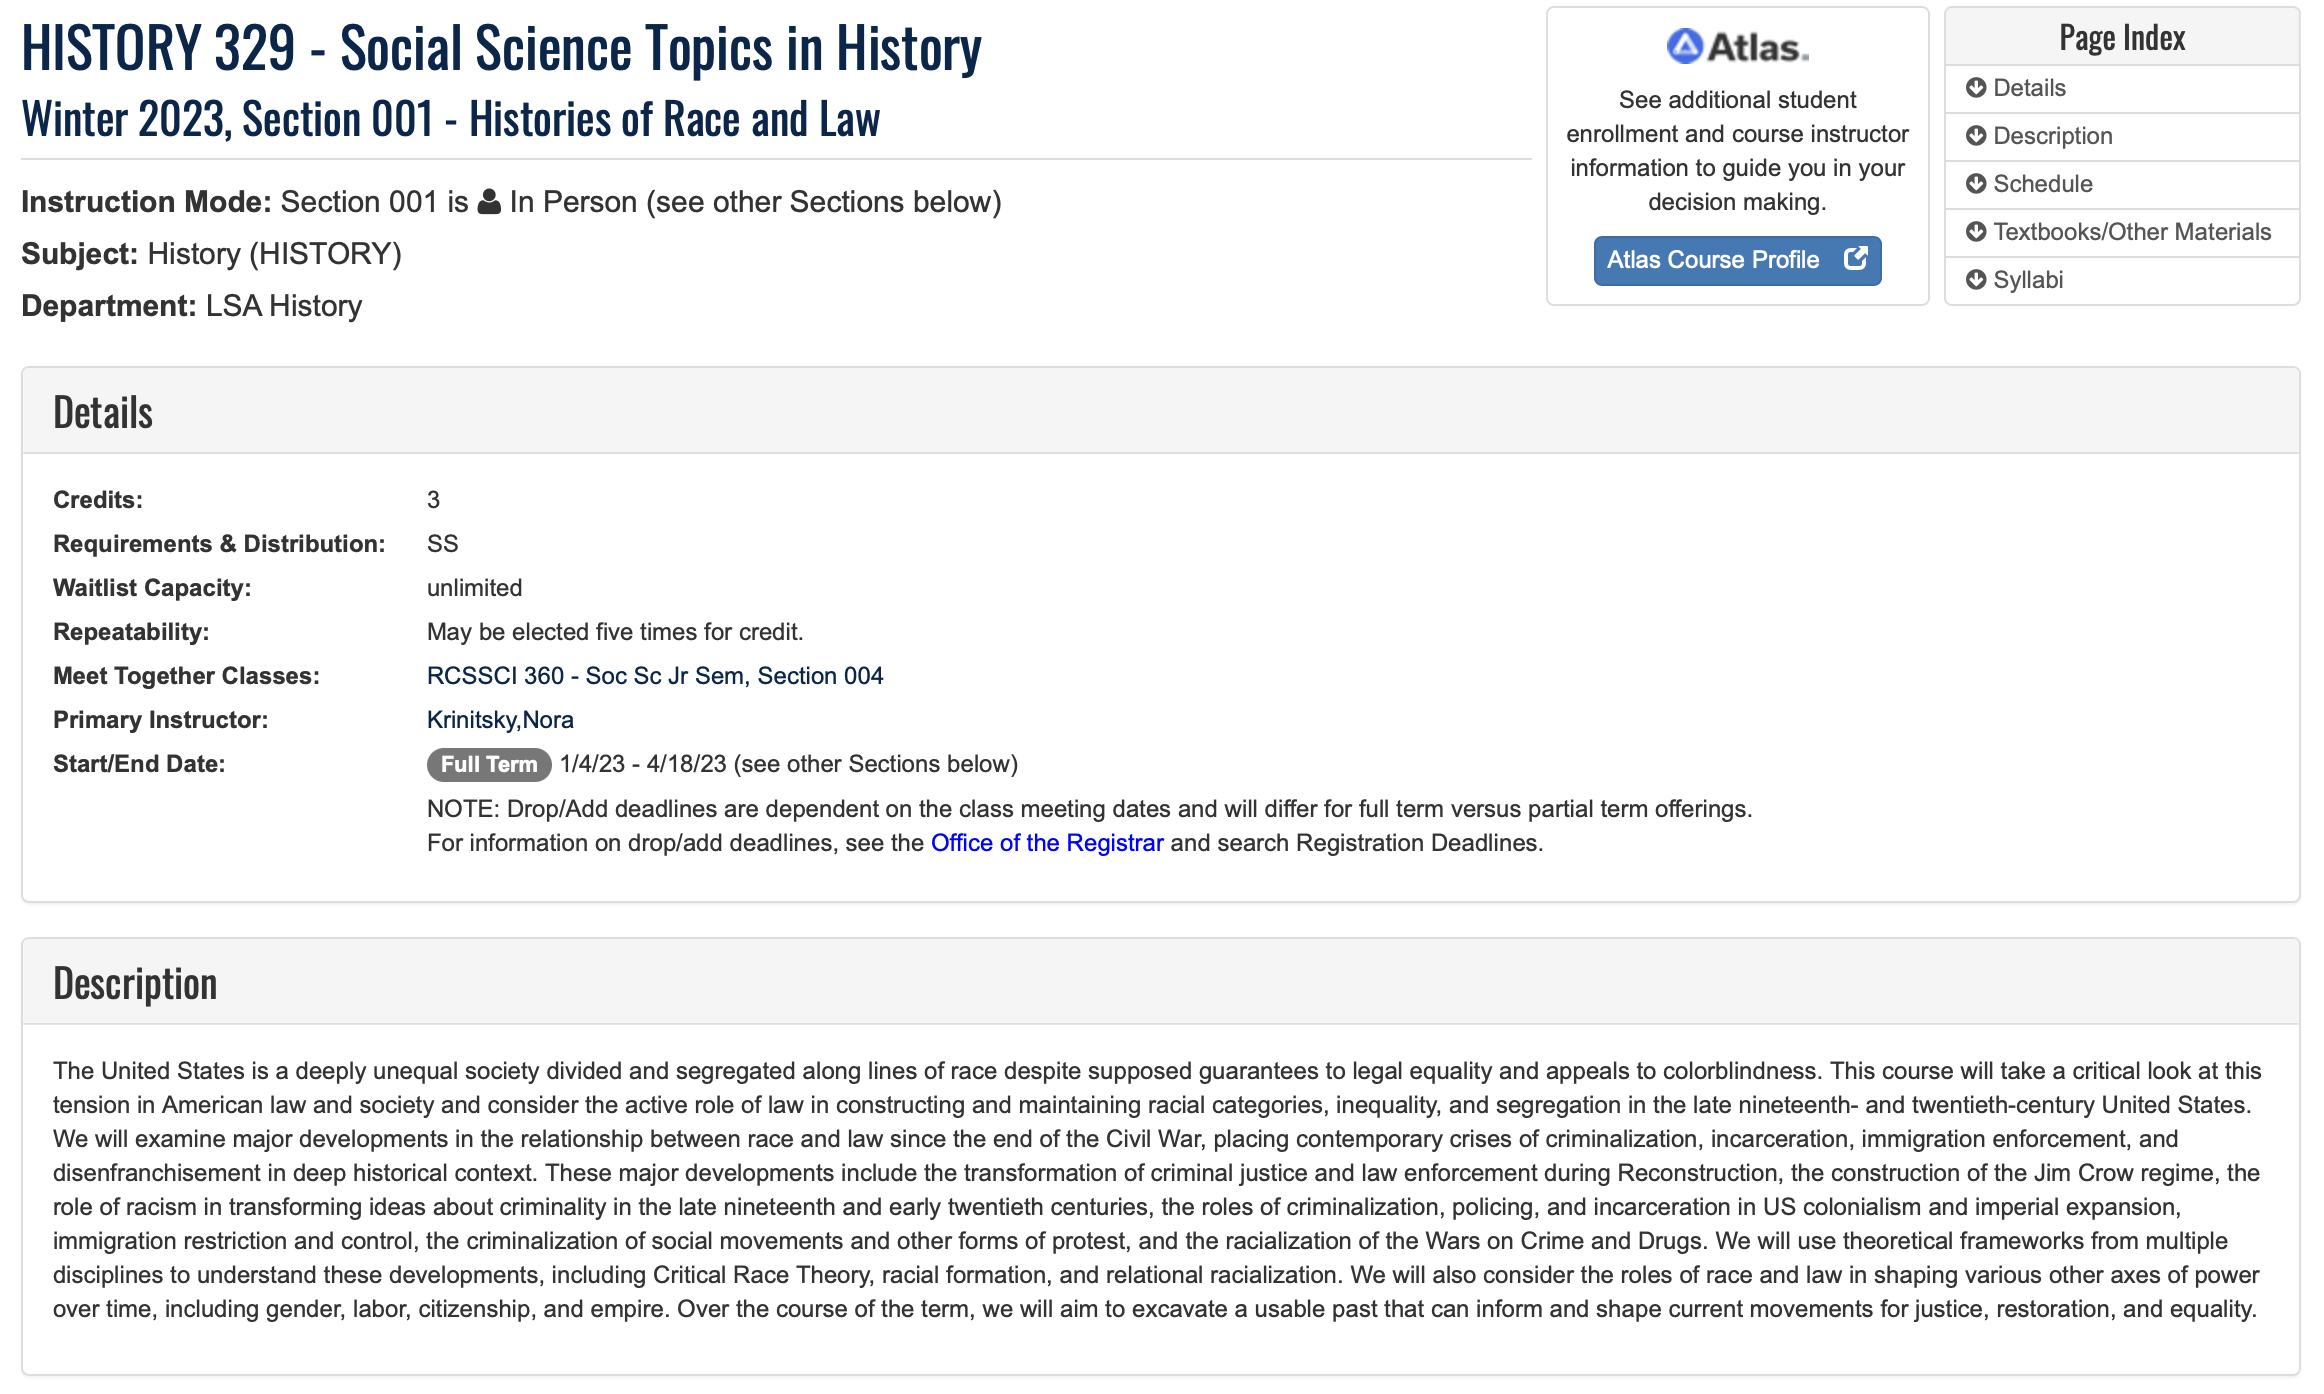 HISTORY 329 - Social Science Topics in History
Winter 2023, Section 001 - Histories of Race and Law
Instruction Mode: Section 001 is In Person (see other Sections below)
Subject: History (HISTORY)
Department: LSA History
Atlas.
See additional student
enrollment and course instructor
information to guide you in your
decision making.
Atlas Course Profile
Page Index
Details
Description
Schedule
Textbooks/Other Materials
Syllabi
Details
Credits: 3
Requirements & Distribution: SS
Waitlist Capacity: unlimited
Repeatability: May be elected five times for credit.
Meet Together Classes: RCSSCI 360 - Soc Sc Jr Sem, Section 004
Primary Instructor: Krinitsky,Nora
Start/End Date: Full Term 1/4/23 - 4/18/23 (see other Sections below)
NOTE: Drop/Add deadlines are dependent on the class meeting dates and will differ for full term versus partial term offerings.
For information on drop/add deadlines, see the Office of the Registrar and search Registration Deadlines.
Description
The United States is a deeply unequal society divided and segregated along lines of race despite supposed guarantees to legal equality and appeals to colorblindness. This course will take a critical look at this
tension in American law and society and consider the active role of law in constructing and maintaining racial categories, inequality, and segregation in the late nineteenth- and twentieth-century United States.
We will examine major developments in the relationship between race and law since the end of the Civil War, placing contemporary crises of criminalization, incarceration, immigration enforcement, and
disenfranchisement in deep historical context. These major developments include the transformation of criminal justice and law enforcement during Reconstruction, the construction of the Jim Crow regime, the
role of racism in transforming ideas about criminality in the late nineteenth and early twentieth centuries, the roles of criminalization, policing, and incarceration in US colonialism and imperial expansion,
immigration restriction and control, the criminalization of social movements and other forms of protest, and the racialization of the Wars on Crime and Drugs. We will use theoretical frameworks from multiple
disciplines to understand these developments, including Critical Race Theory, racial formation, and relational racialization. We will also consider the roles of race and law in shaping various other axes of power
over time, including gender, labor, citizenship, and empire. Over the course of the term, we will aim to excavate a usable past that can inform and shape current movements for justice, restoration, and equality.